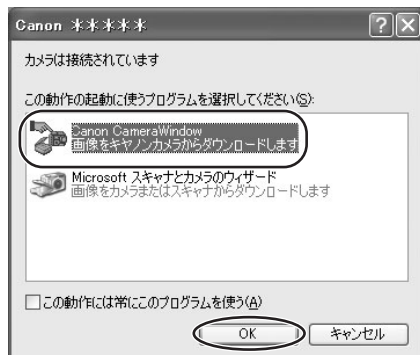 Canon ＊＊＊＊＊
カメラは接続されています
この動作の起動に使うプログラムを選択してください(S):
Canon CameraWindow
画像をキヤノンカメラからダウンロードします
Microsoft スキャナとカメラのウィザード
画像をカメラまたはスキャナからダウンロードします
この動作には常にこのプログラムを使う(A)
OK キャンセル